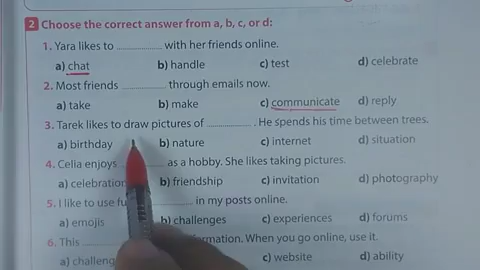 2 Choose the correct answer from a, b, c, or d:
1. Yara likes to .................. with her friends online.
a) chat b) handle c) test d) celebrate
2. Most friends .................. through emails now.
a) take b) make c) communicate d) reply
3. Tarek likes to draw pictures of .................. . He spends his time between trees.
a) birthday b) nature c) internet d) situation
4. Celia enjoys .................. as a hobby. She likes taking pictures.
a) celebration b) friendship c) invitation d) photography
5. I like to use .................. in my posts online.
a) emojis b) challenges c) experiences d) forums
6. This .................. When you go online, use it.
c) website d) ability